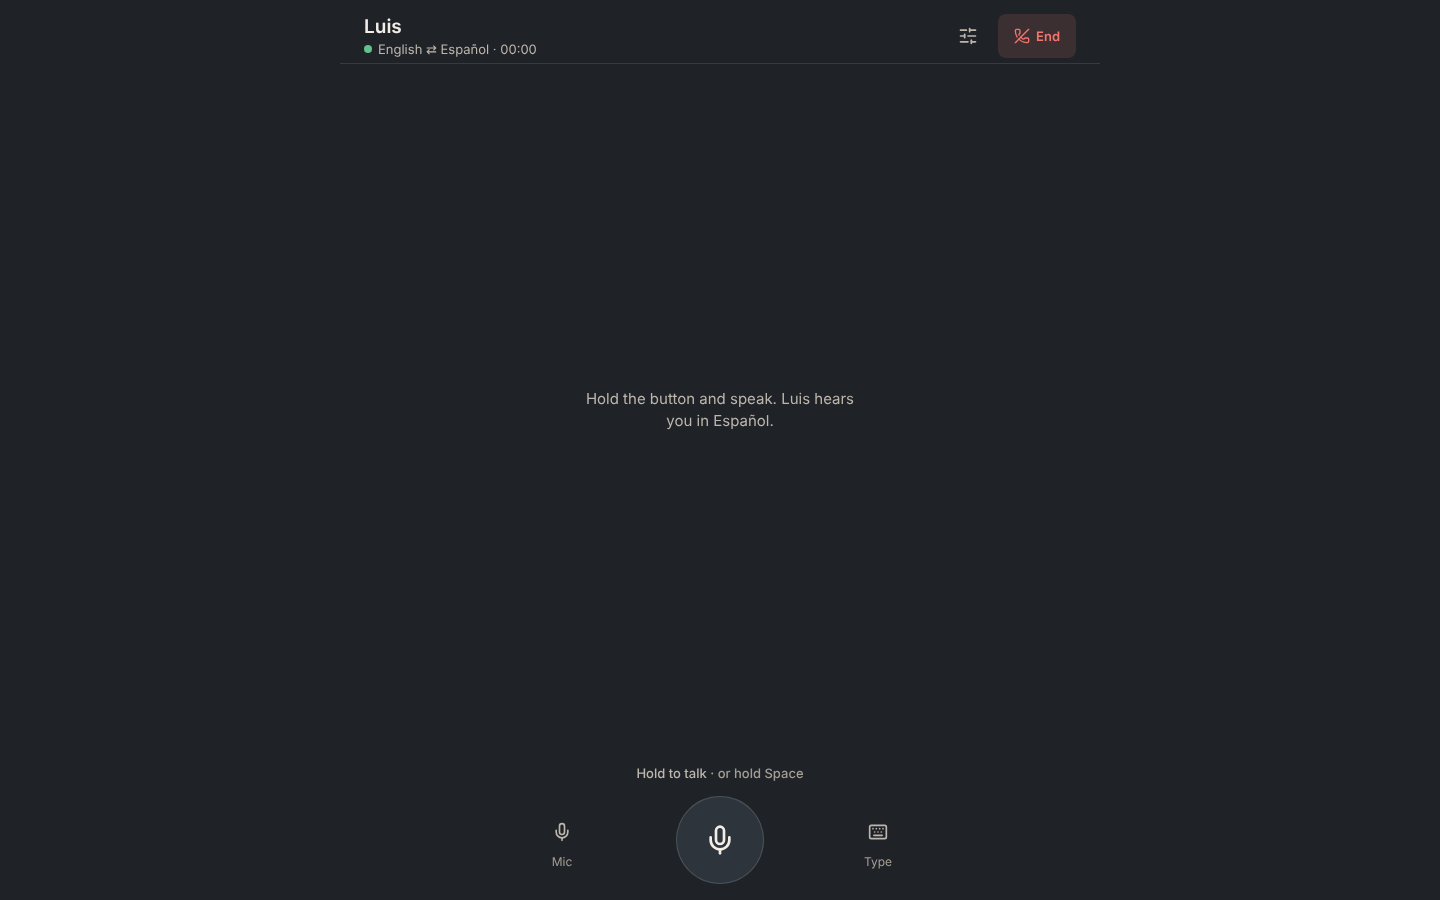 Luis
English ⇄ Español · 00:00
End
Hold the button and speak. Luis hears
you in Español.
Hold to talk · or hold Space
Mic
Type